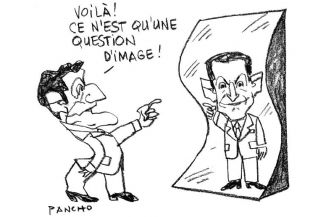 VOILÀ!
CE N'EST QU'UNE
QUESTION
D'IMAGE!
PANCHO